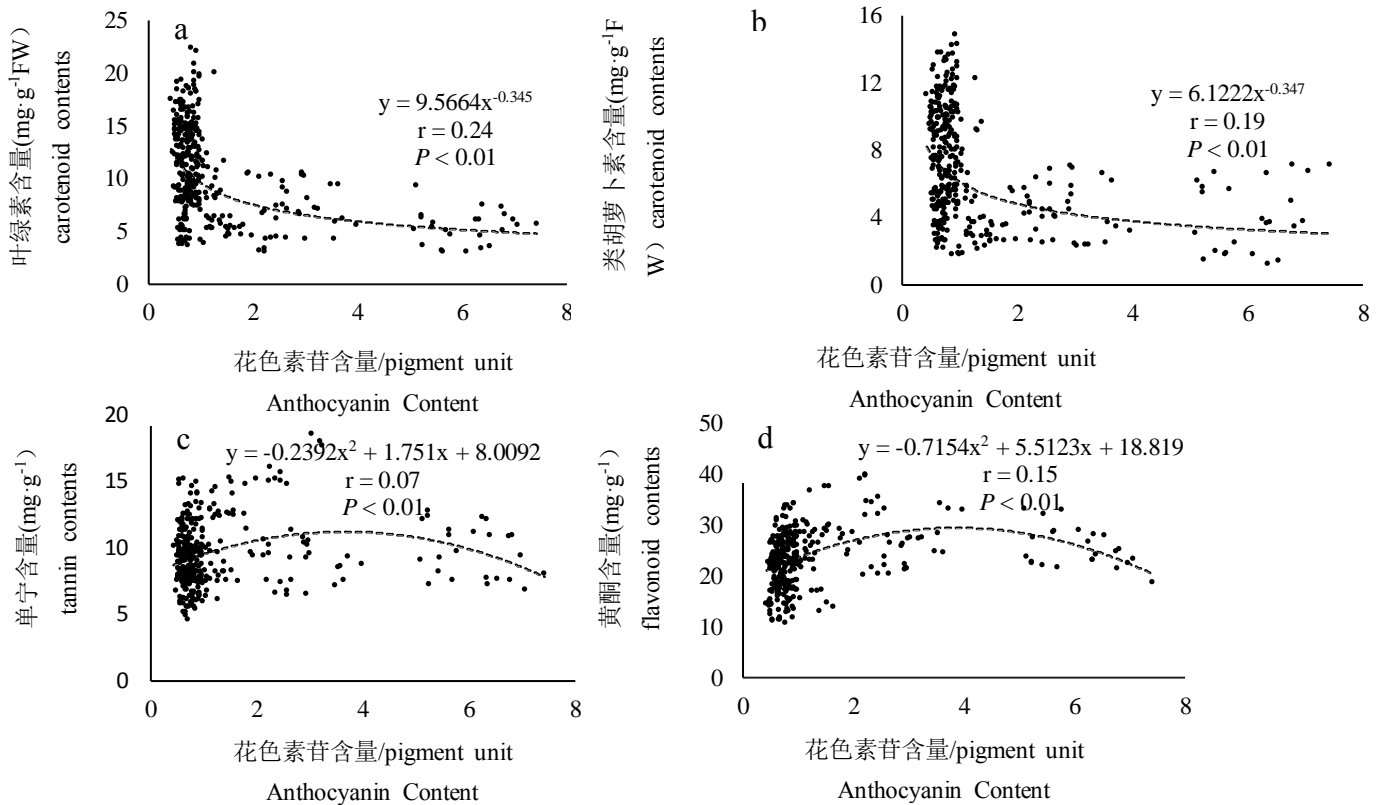 a
叶绿素含量(mg·g⁻¹FW)
carotenoid contents
25
20
15
10
5
0
y = 9.5664x⁻⁰·³⁴⁵
r = 0.24
P < 0.01
0 2 4 6 8
花色素苷含量/pigment unit
Anthocyanin Content
b
类胡萝卜素含量(mg·g⁻¹F
W）carotenoid contents
16
12
8
4
0
y = 6.1222x⁻⁰·³⁴⁷
r = 0.19
P < 0.01
0 2 4 6 8
花色素苷含量/pigment unit
Anthocyanin Content
c
单宁含量(mg·g⁻¹）
tannin contents
20
15
10
5
0
y = -0.2392x² + 1.751x + 8.0092
r = 0.07
P < 0.01
0 2 4 6 8
花色素苷含量/pigment unit
Anthocyanin Content
d
黄酮含量(mg·g⁻¹）
flavonoid contents
50
40
30
20
10
0
y = -0.7154x² + 5.5123x + 18.819
r = 0.15
P < 0.01
0 2 4 6 8
花色素苷含量/pigment unit
Anthocyanin Content